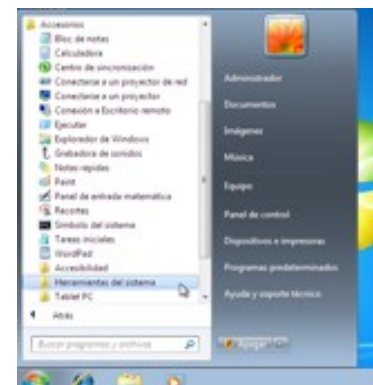 Accesorios
Bloc de notas
Calculadora
Centro de sincronización
Conectarse a un proyector de red
Conectarse a un proyector
Conexión a Escritorio remoto
Ejecutar
Explorador de Windows
Grabadora de sonidos
Notas rápidas
Paint
Panel de entrada matemática
Recortes
Símbolo del sistema
Tareas iniciales
WordPad
Accesibilidad
Herramientas del sistema
Tablet PC
Atrás
Buscar programas y archivos
Administrador
Documentos
Imágenes
Música
Equipo
Panel de control
Dispositivos e impresoras
Programas predeterminados
Ayuda y soporte técnico
Apagar